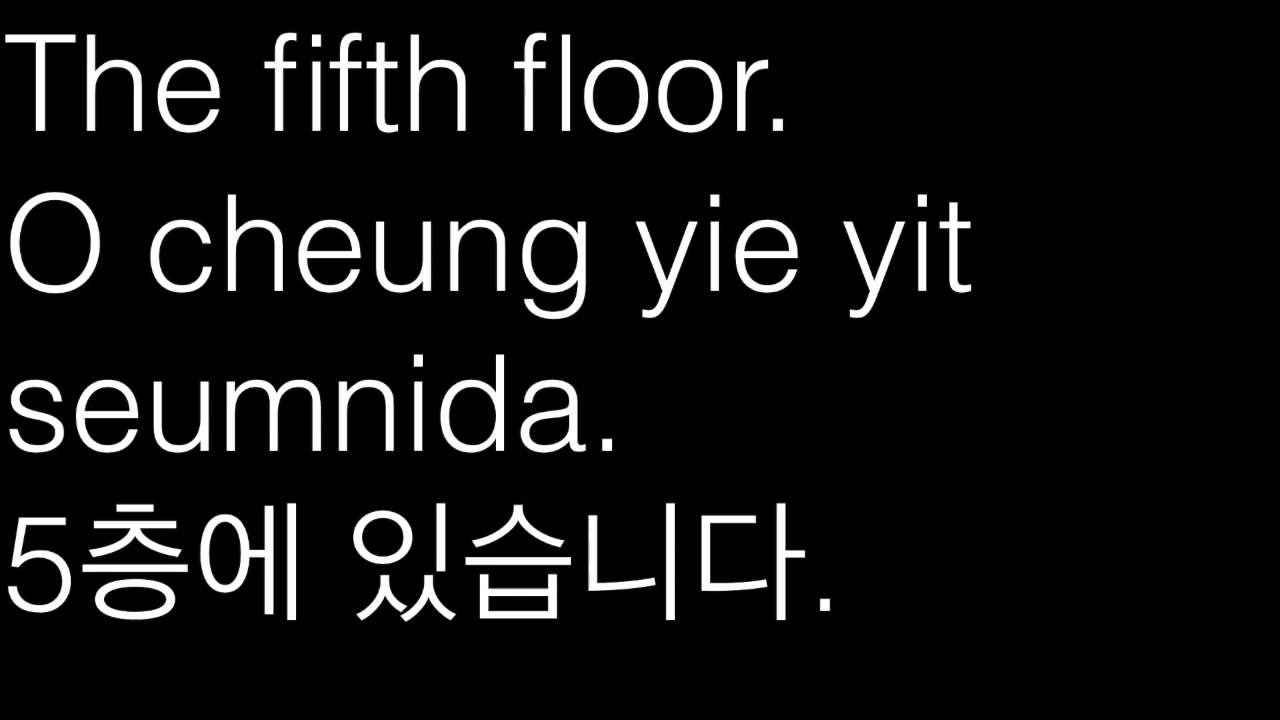 The fifth floor.
O cheung yie yit
seumnida.
5층에 있습니다.